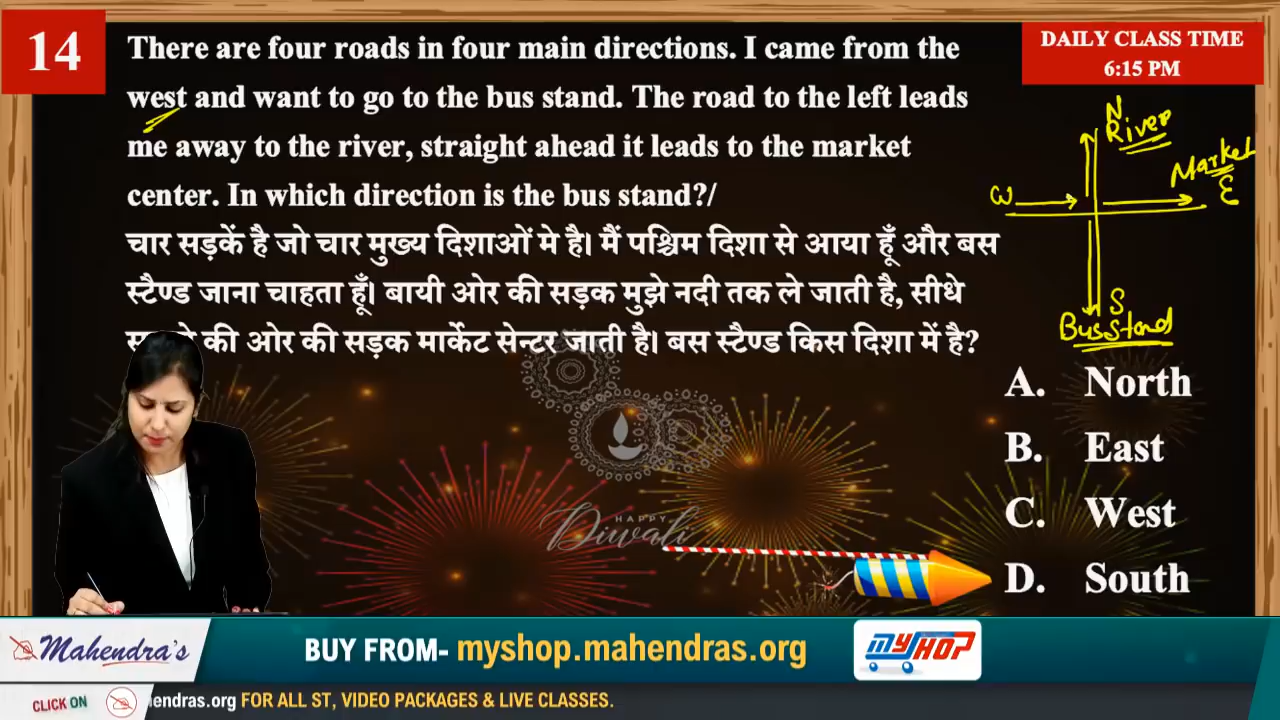 14
There are four roads in four main directions. I came from the
west and want to go to the bus stand. The road to the left leads
me away to the river, straight ahead it leads to the market
center. In which direction is the bus stand?/
चार सड़कें है जो चार मुख्य दिशाओं मे है। मैं पश्चिम दिशा से आया हूँ और बस
स्टैण्ड जाना चाहता हूँ। बायी ओर की सड़क मुझे नदी तक ले जाती है, सीधे
की ओर की सड़क मार्केट सेन्टर जाती है। बस स्टैण्ड किस दिशा में है?
DAILY CLASS TIME
6:15 PM
N
River
Market
W
E
S
Bus Stand
A. North
B. East
C. West
D. South
HAPPY
Diwali
Mahendra's
BUY FROM- myshop.mahendras.org
MYSHOP
CLICK ON
endras.org FOR ALL ST, VIDEO PACKAGES & LIVE CLASSES.